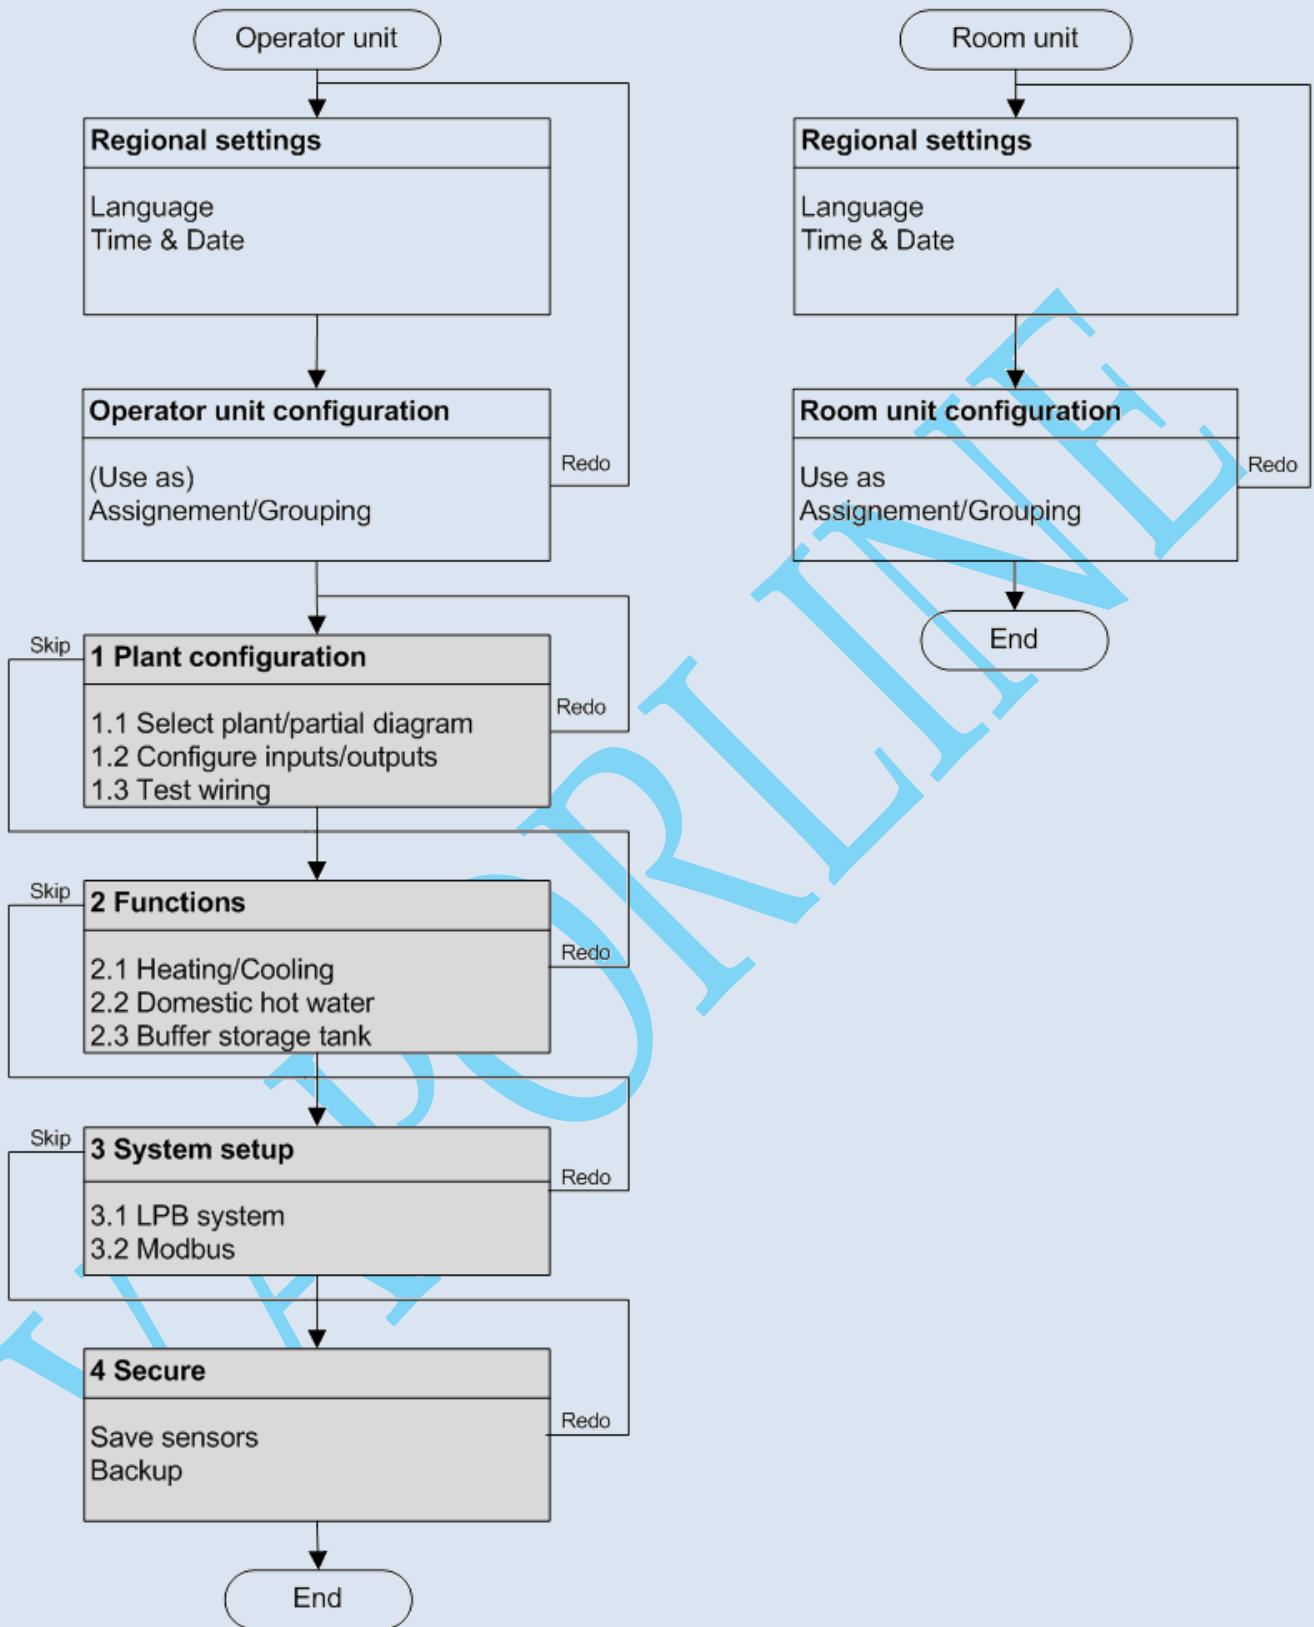 Operator unit
Regional settings
Language
Time & Date
Operator unit configuration
(Use as)
Assignement/Grouping
Redo
Skip
1 Plant configuration
1.1 Select plant/partial diagram
1.2 Configure inputs/outputs
1.3 Test wiring
Redo
Skip
2 Functions
2.1 Heating/Cooling
2.2 Domestic hot water
2.3 Buffer storage tank
Redo
Skip
3 System setup
3.1 LPB system
3.2 Modbus
Redo
4 Secure
Save sensors
Backup
Redo
End
Room unit
Regional settings
Language
Time & Date
Room unit configuration
Use as
Assignement/Grouping
Redo
End
VAPORLINE